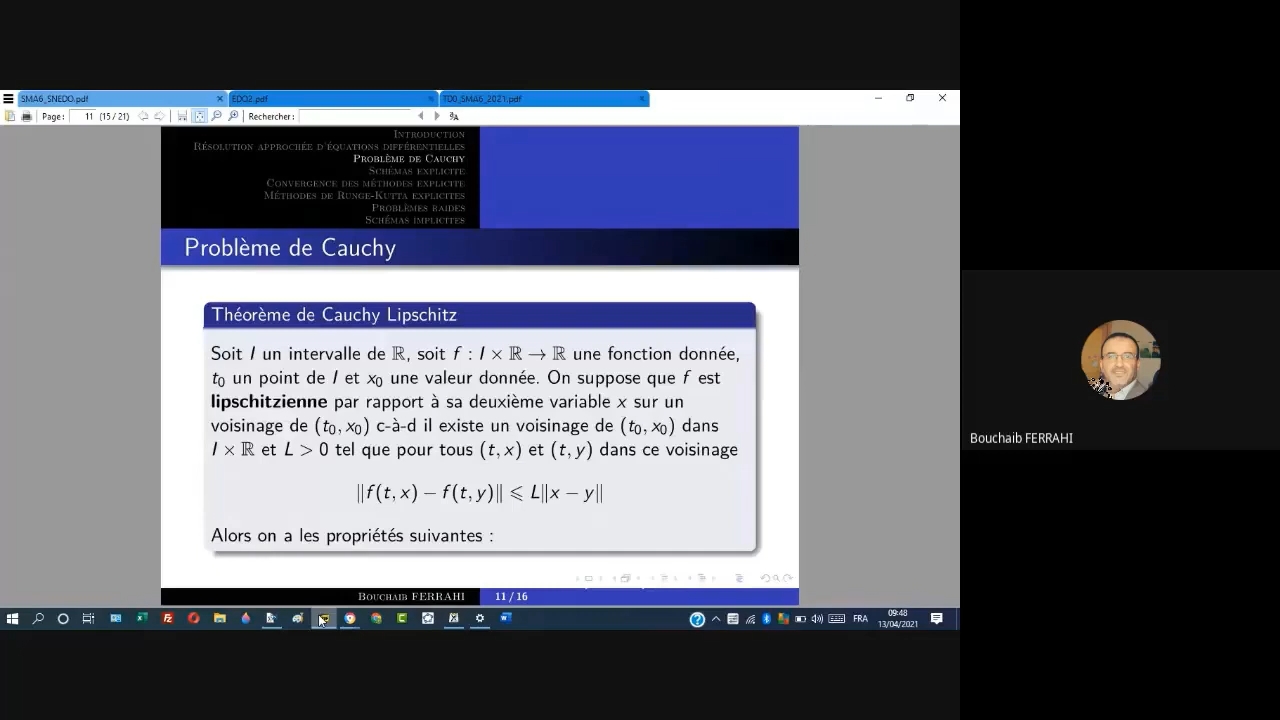 SMA6_SNEDO.pdf
EDO2.pdf
TD0_SMA6_2021.pdf
Page: 11 (15 / 21) Rechercher :
INTRODUCTION
RÉSOLUTION APPROCHÉE D'ÉQUATIONS DIFFÉRENTIELLES
PROBLÈME DE CAUCHY
SCHÉMAS EXPLICITE
CONVERGENCE DES MÉTHODES EXPLICITE
MÉTHODES DE RUNGE-KUTTA EXPLICITES
PROBLÈMES RAIDES
SCHÉMAS IMPLICITES
Problème de Cauchy
Théorème de Cauchy Lipschitz
Soit I un intervalle de ℝ, soit f : I × ℝ → ℝ une fonction donnée,
t₀ un point de I et x₀ une valeur donnée. On suppose que f est
lipschitzienne par rapport à sa deuxième variable x sur un
voisinage de (t₀, x₀) c-à-d il existe un voisinage de (t₀, x₀) dans
I × ℝ et L > 0 tel que pour tous (t, x) et (t, y) dans ce voisinage
‖f(t, x) − f(t, y)‖ ⩽ L‖x − y‖
Alors on a les propriétés suivantes :
BOUCHAIB FERRAHI 11 / 16
FRA 09:48
13/04/2021
Bouchaib FERRAHI